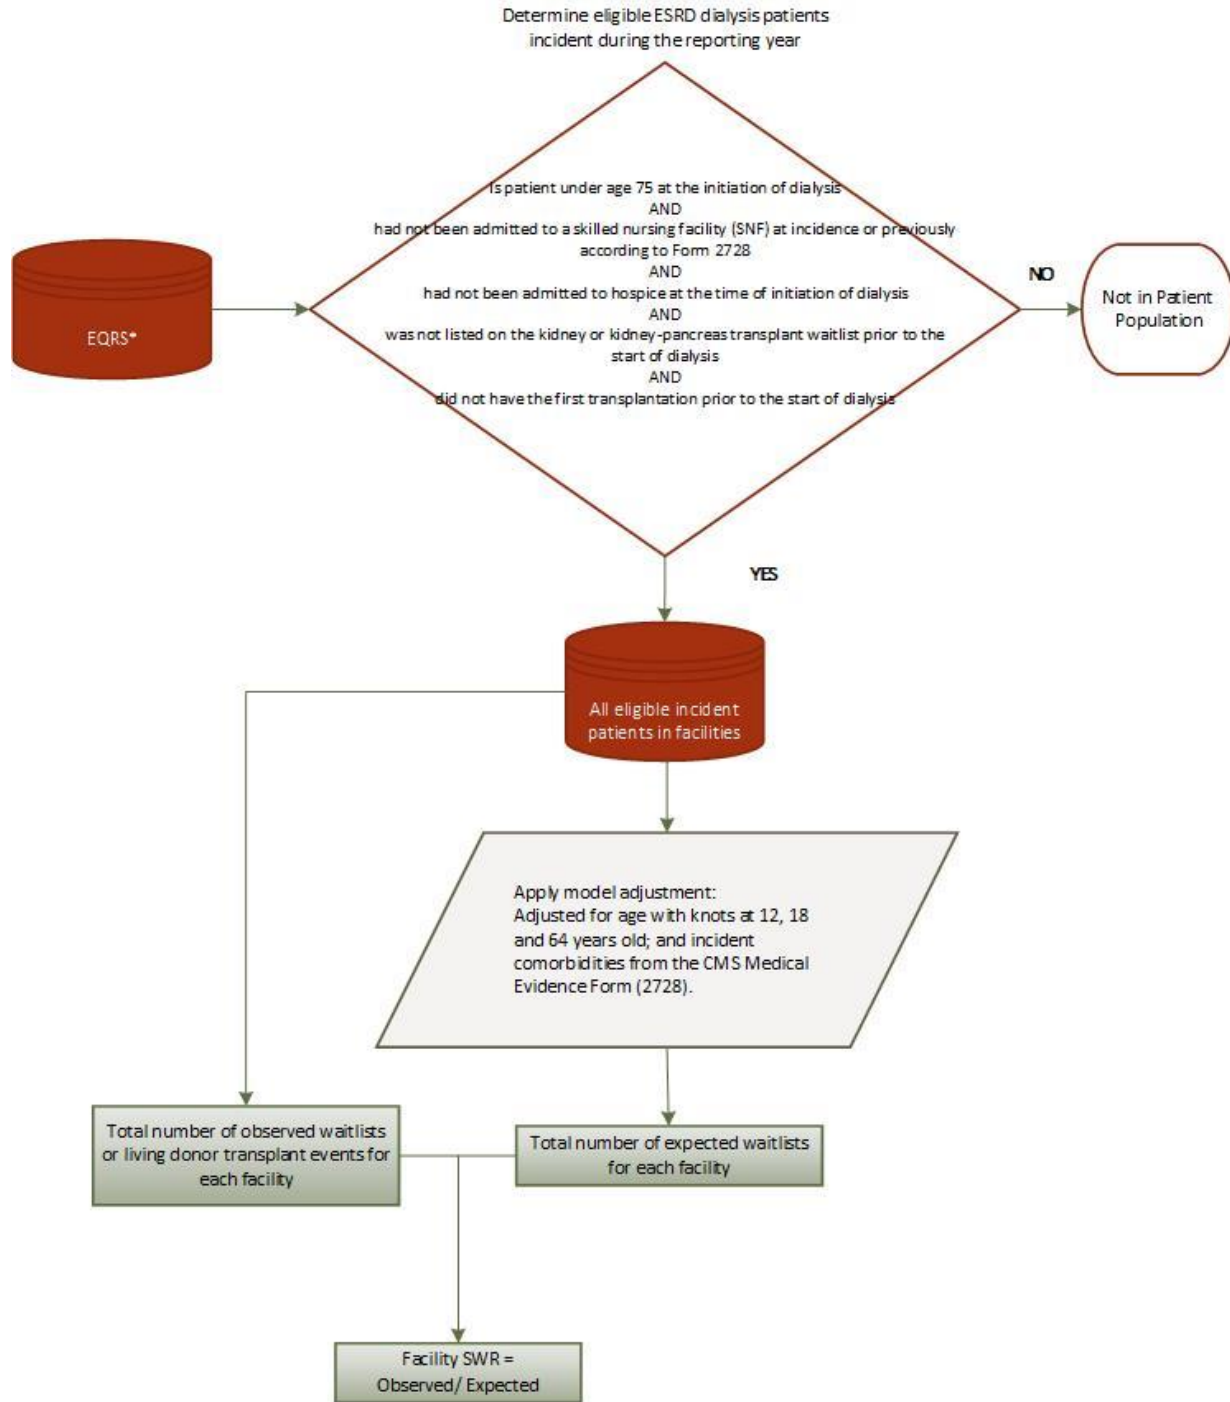 Determine eligible ESRD dialysis patients
incident during the reporting year
Is patient under age 75 at the initiation of dialysis
AND
had not been admitted to a skilled nursing facility (SNF) at incidence or previously
according to Form 2728
AND
had not been admitted to hospice at the time of initiation of dialysis
AND
was not listed on the kidney or kidney-pancreas transplant waitlist prior to the
start of dialysis
AND
did not have the first transplantation prior to the start of dialysis
EQRS*
NO
Not in Patient
Population
YES
All eligible incident
patients in facilities
Apply model adjustment:
Adjusted for age with knots at 12, 18
and 64 years old; and incident
comorbidities from the CMS Medical
Evidence Form (2728).
Total number of observed waitlists
or living donor transplant events for
each facility
Total number of expected waitlists
for each facility
Facility SWR =
Observed/ Expected